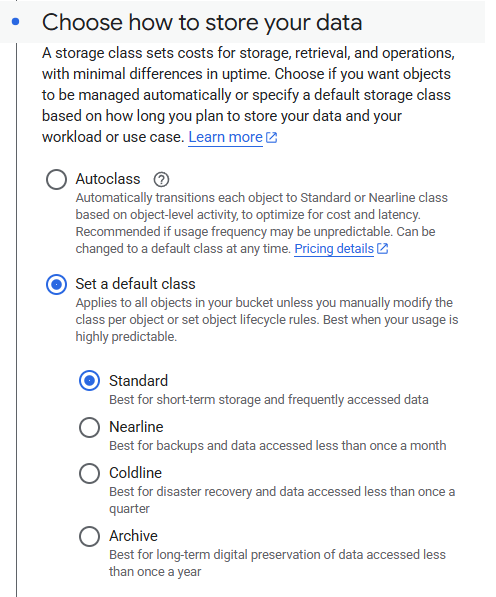 Choose how to store your data
A storage class sets costs for storage, retrieval, and operations,
with minimal differences in uptime. Choose if you want objects
to be managed automatically or specify a default storage class
based on how long you plan to store your data and your
workload or use case. Learn more
Autoclass ?
Automatically transitions each object to Standard or Nearline class
based on object-level activity, to optimize for cost and latency.
Recommended if usage frequency may be unpredictable. Can be
changed to a default class at any time. Pricing details
Set a default class
Applies to all objects in your bucket unless you manually modify the
class per object or set object lifecycle rules. Best when your usage is
highly predictable.
Standard
Best for short-term storage and frequently accessed data
Nearline
Best for backups and data accessed less than once a month
Coldline
Best for disaster recovery and data accessed less than once a
quarter
Archive
Best for long-term digital preservation of data accessed less
than once a year